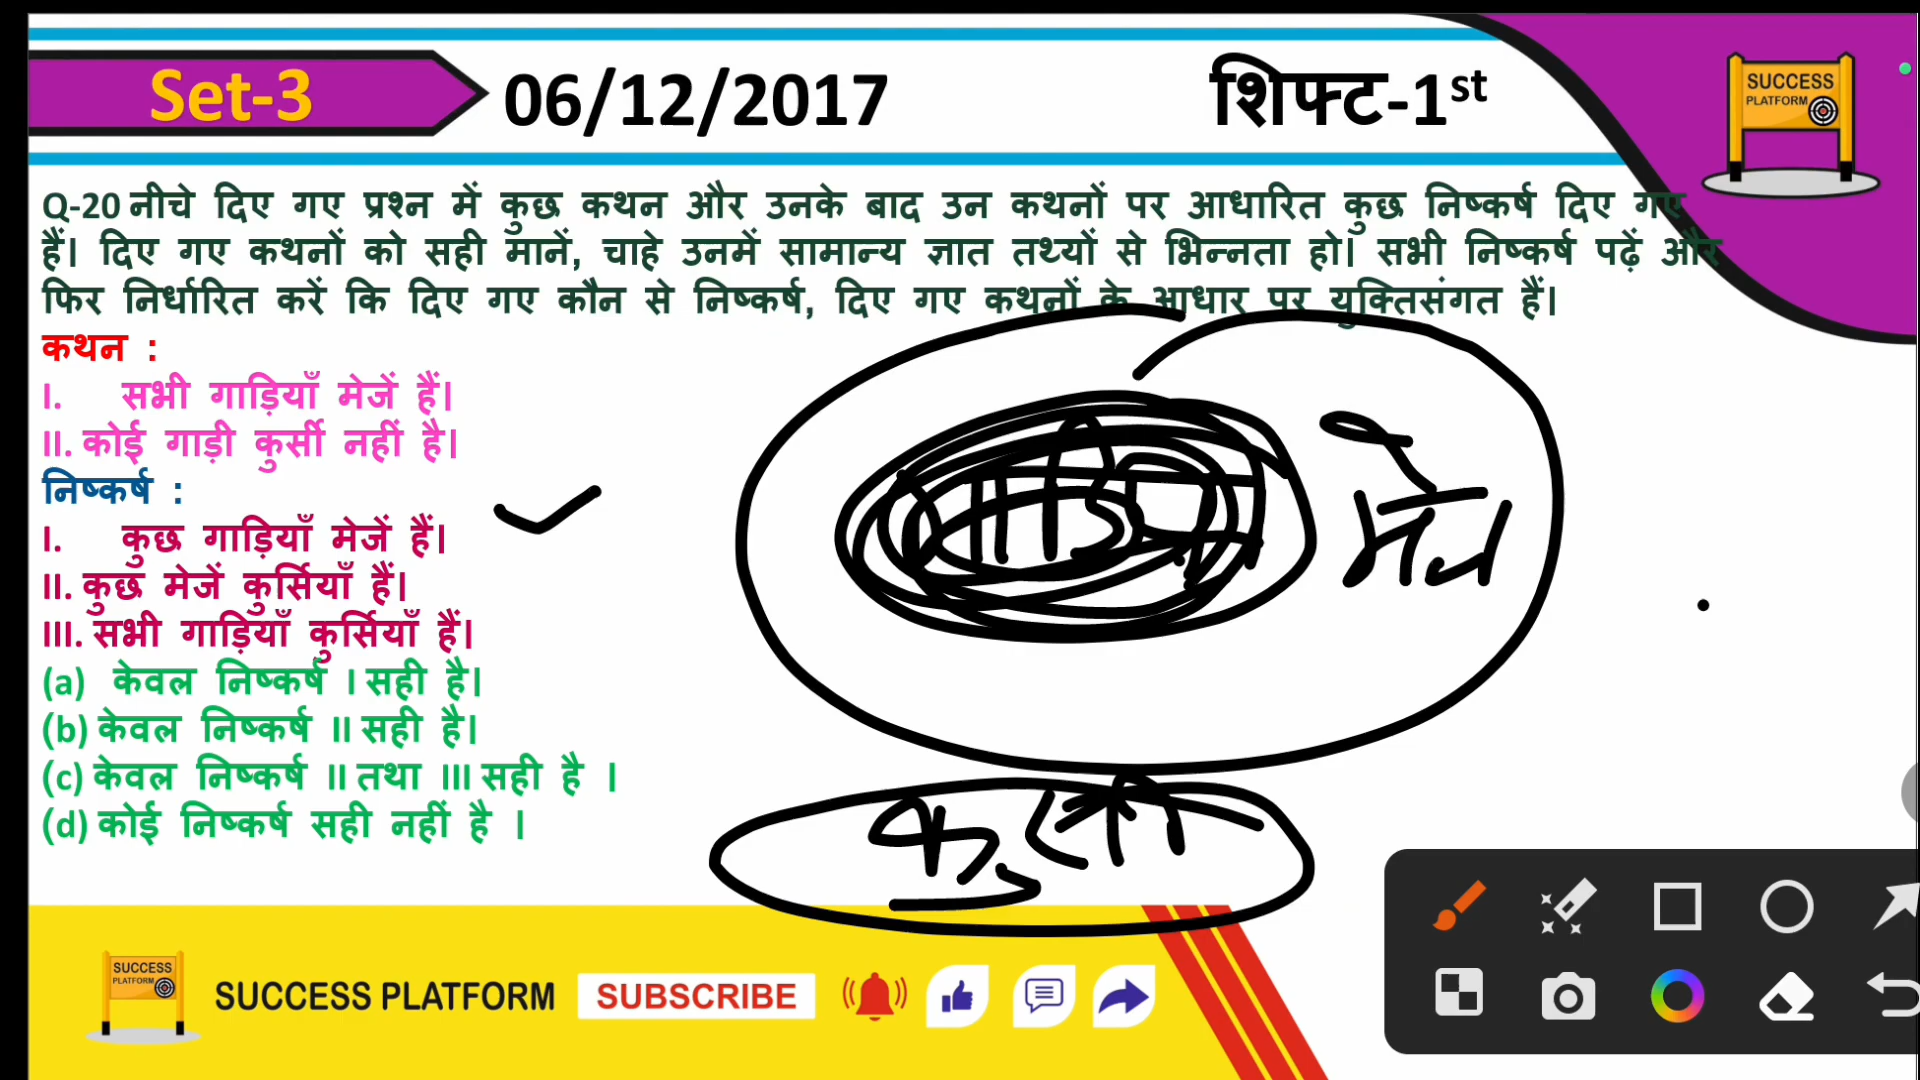 Set-3
06/12/2017
शिफ्ट-1st
SUCCESS
PLATFORM
Q-20 नीचे दिए गए प्रश्न में कुछ कथन और उनके बाद उन कथनों पर आधारित कुछ निष्कर्ष दिए गए
हैं। दिए गए कथनों को सही मानें, चाहे उनमें सामान्य ज्ञात तथ्यों से भिन्नता हो। सभी निष्कर्ष पढ़ें और
फिर निर्धारित करें कि दिए गए कौन से निष्कर्ष, दिए गए कथनों के आधार पर युक्तिसंगत हैं।
कथन :
I. सभी गाड़ियाँ मेजें हैं।
II. कोई गाड़ी कुर्सी नहीं है।
निष्कर्ष :
I. कुछ गाड़ियाँ मेजें हैं।
II. कुछ मेजें कुर्सियाँ हैं।
III. सभी गाड़ियाँ कुर्सियाँ हैं।
(a) केवल निष्कर्ष I सही है।
(b) केवल निष्कर्ष II सही है।
(c) केवल निष्कर्ष II तथा III सही है ।
(d) कोई निष्कर्ष सही नहीं है ।
SUCCESS
PLATFORM
SUCCESS PLATFORM
SUBSCRIBE